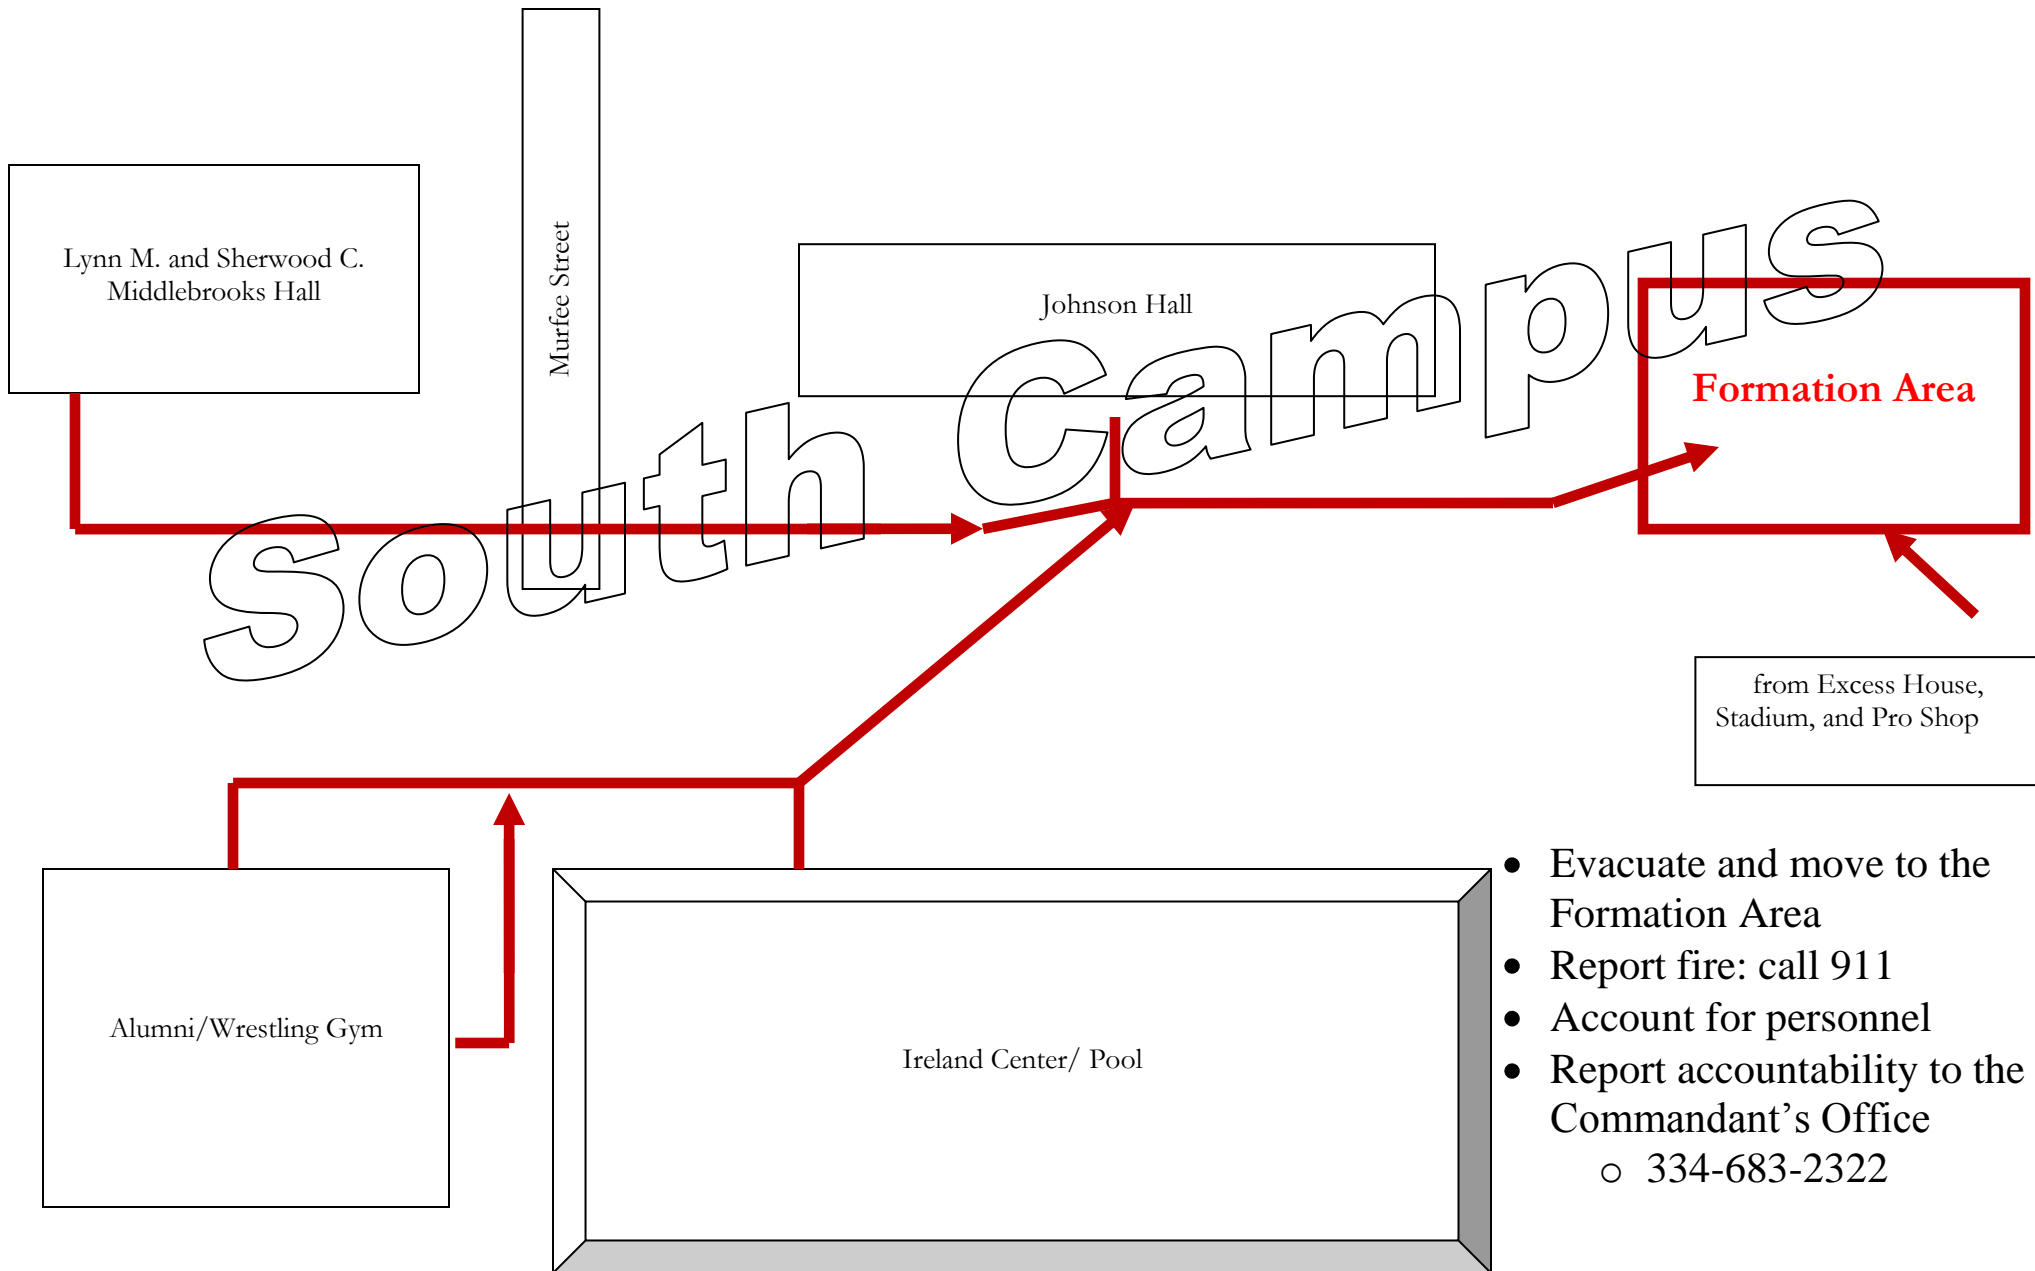 Lynn M. and Sherwood C.
Middlebrooks Hall
Murfee Street
Johnson Hall
South Campus
Formation Area
from Excess House,
Stadium, and Pro Shop
Alumni/Wrestling Gym
Ireland Center/ Pool
• Evacuate and move to the
Formation Area
• Report fire: call 911
• Account for personnel
• Report accountability to the
Commandant’s Office
o 334-683-2322